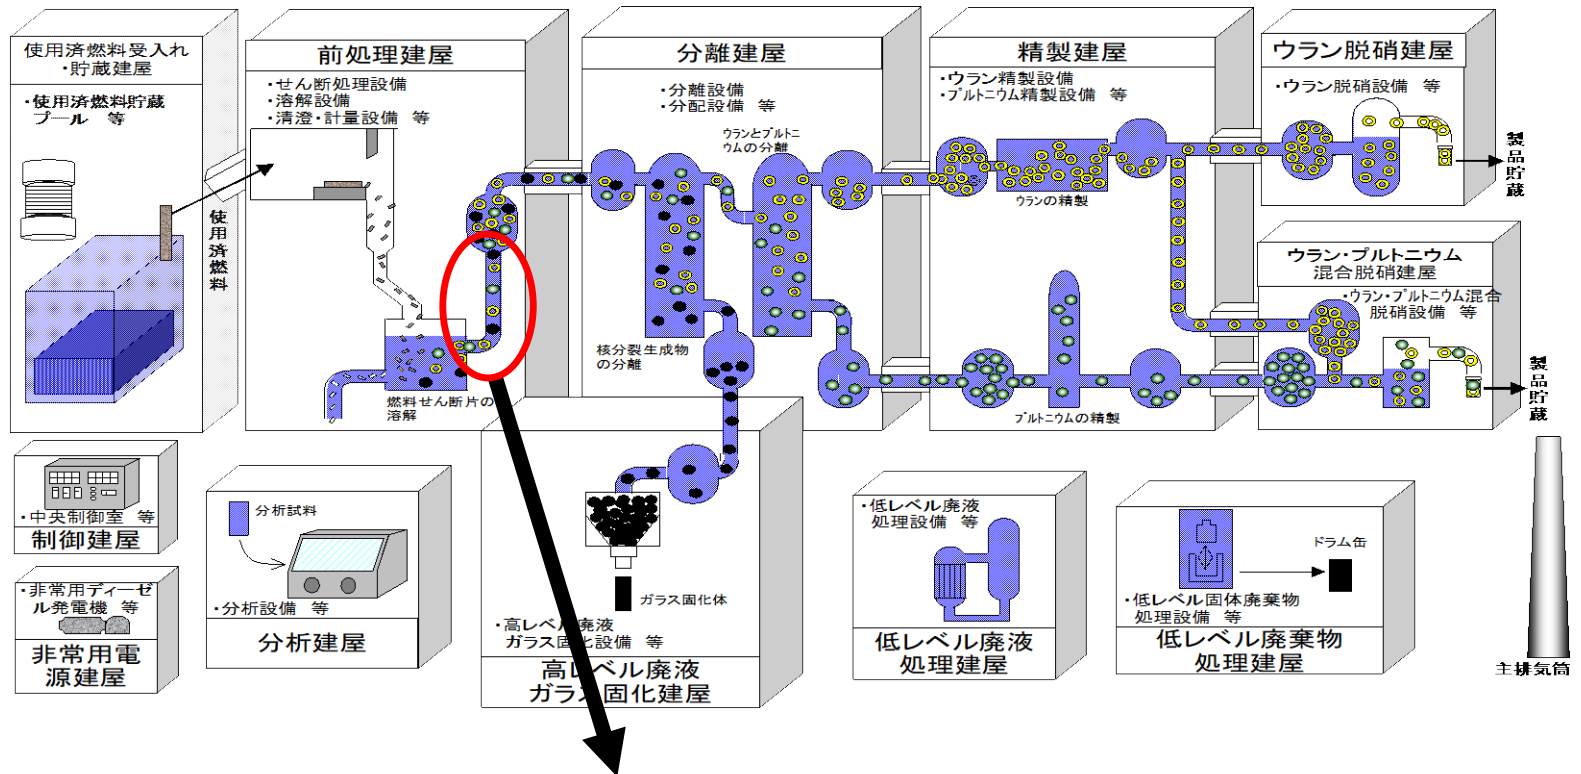 使用済燃料受入れ
・貯蔵建屋
・使用済燃料貯蔵
プール 等
使用済燃料
前処理建屋
・せん断処理設備
・溶解設備
・清澄・計量設備 等
燃料せん断片の
溶解
分離建屋
・分離設備
・分配設備 等
ウランとプルトニ
ウムの分離
核分裂生成物
の分離
精製建屋
・ウラン精製設備
・プルトニウム精製設備 等
ウランの精製
プルトニウムの精製
ウラン脱硝建屋
・ウラン脱硝設備 等
製品貯蔵
ウラン・プルトニウム
混合脱硝建屋
・ウラン・プルトニウム混合
脱硝設備 等
製品貯蔵
・中央制御室 等
制御建屋
・非常用ディーゼ
ル発電機 等
非常用電
源建屋
分析試料
・分析設備 等
分析建屋
ガラス固化体
・高レベル廃液
ガラス固化設備 等
高レベル廃液
ガラス固化建屋
・低レベル廃液
処理設備 等
低レベル廃液
処理建屋
ドラム缶
・低レベル固体廃棄物
処理設備 等
低レベル廃棄物
処理建屋
主排気筒